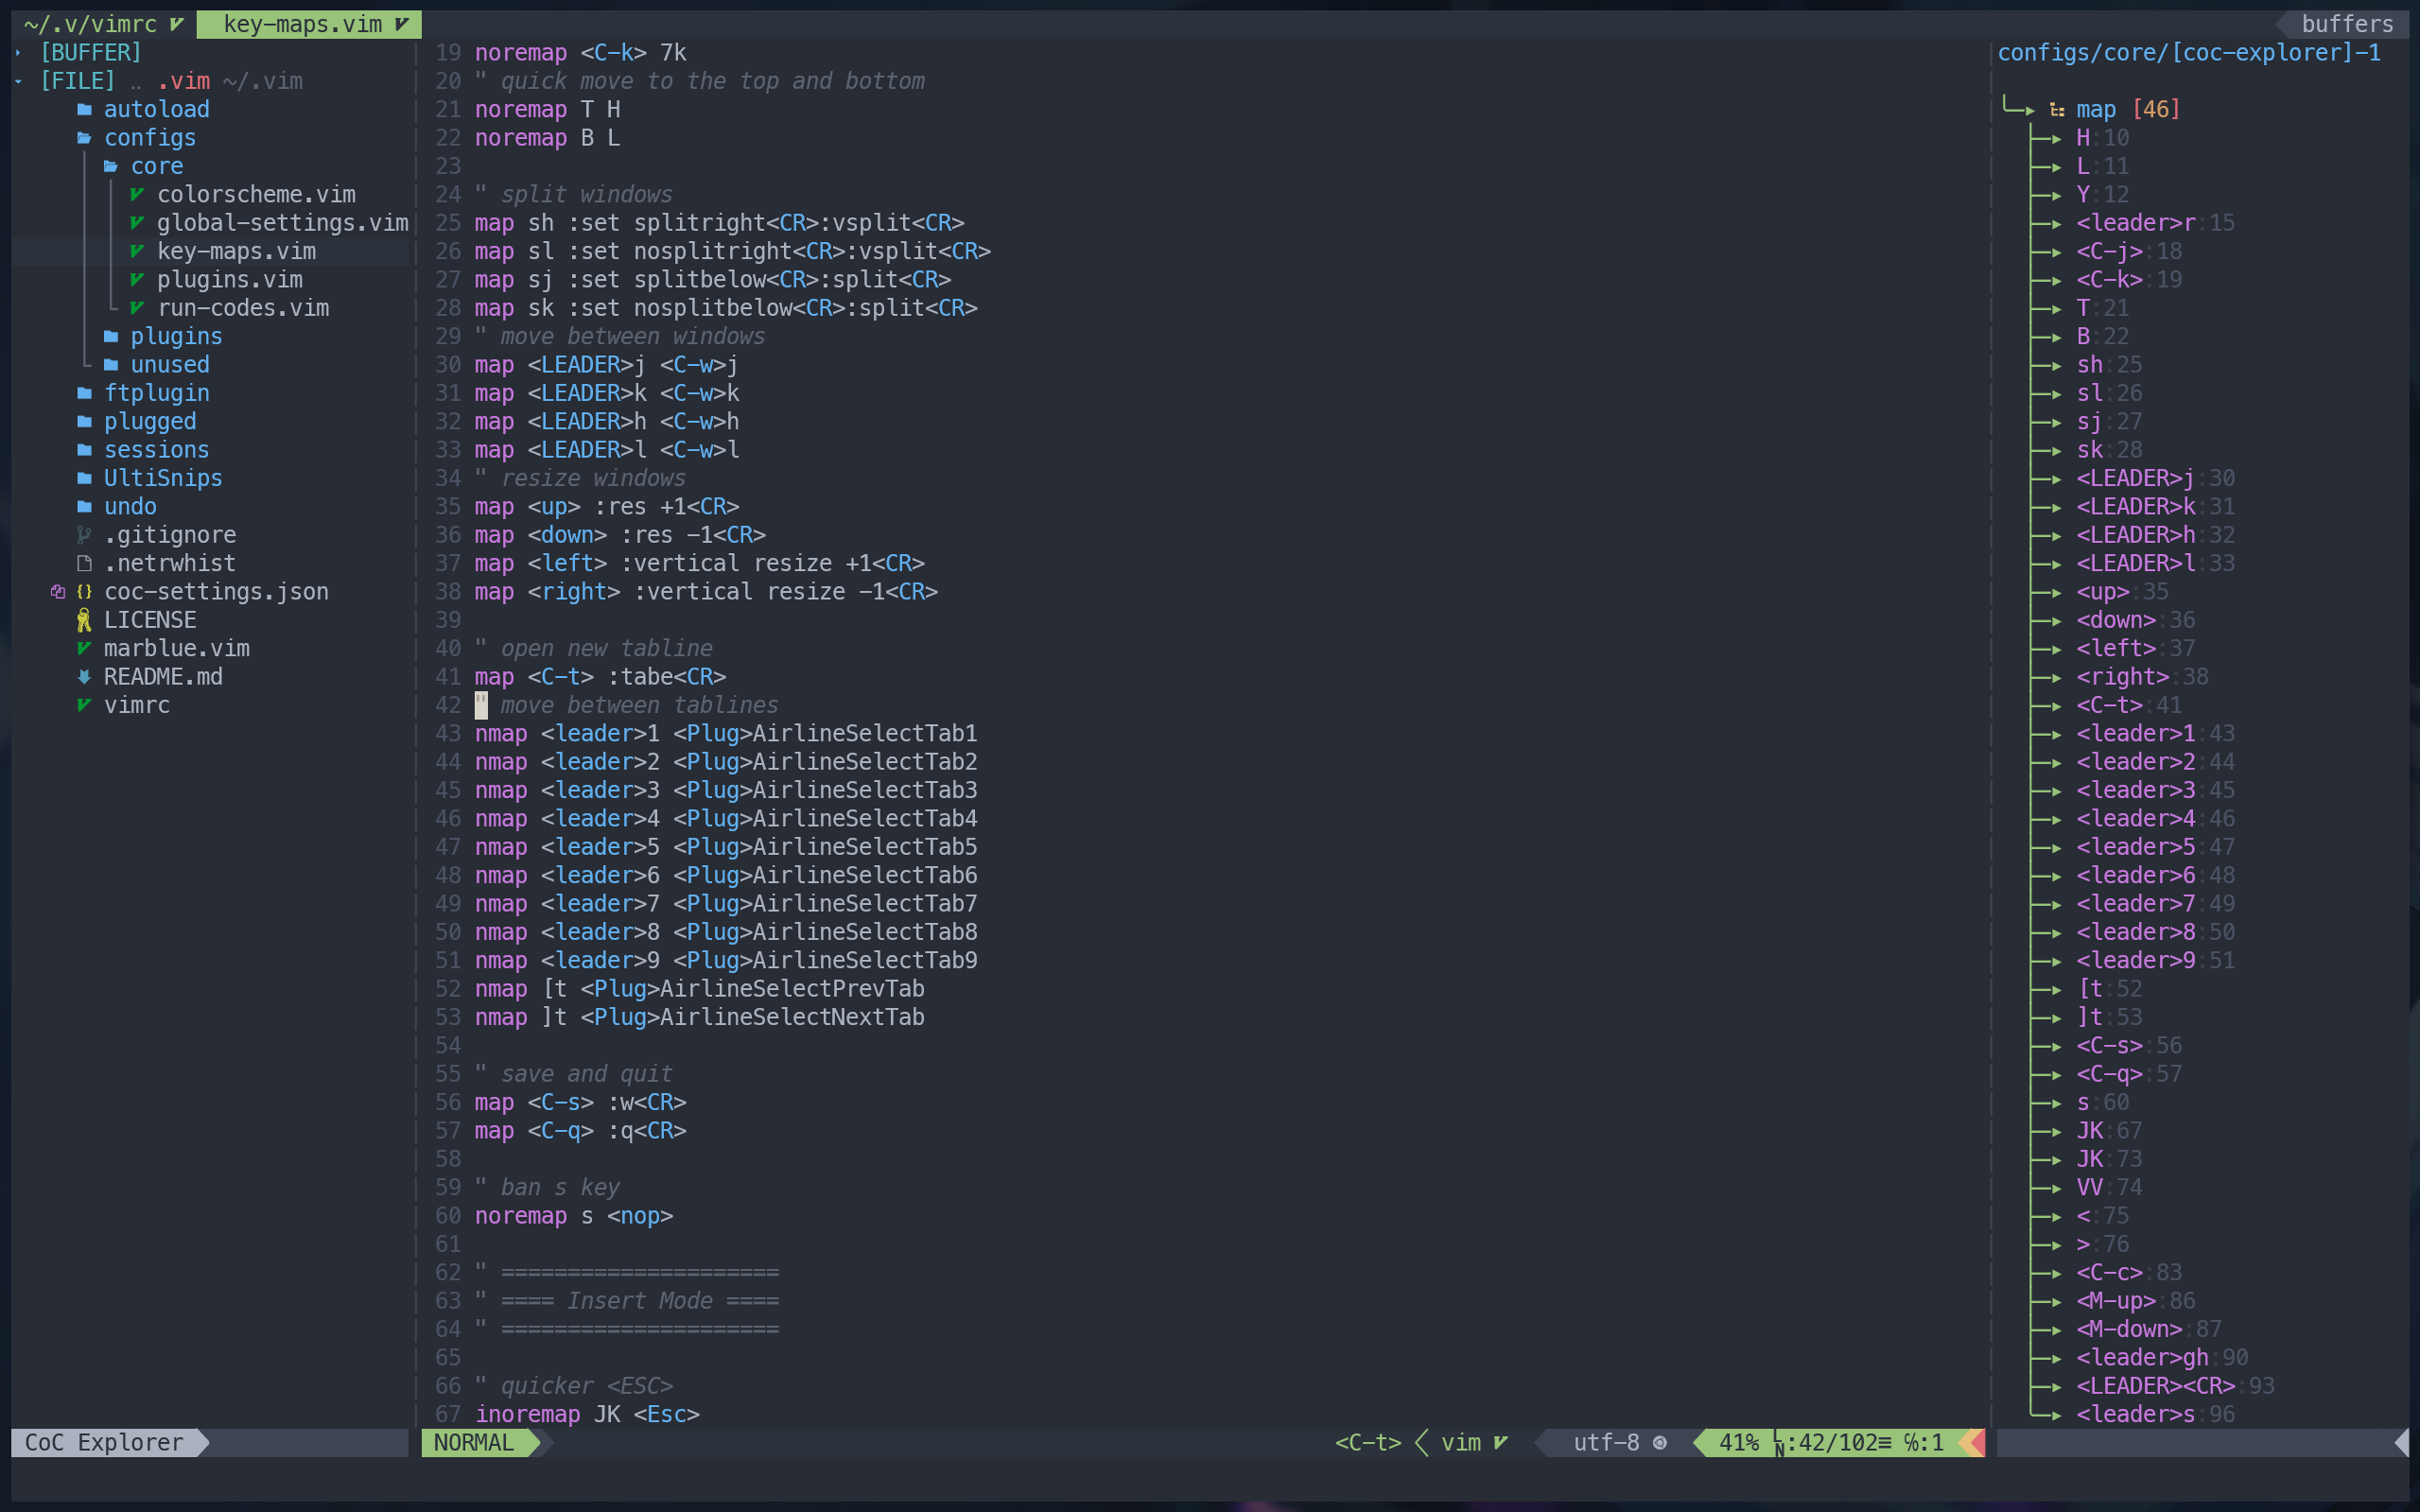 ~/.v/vimrc key-maps.vim buffers
[BUFFER]
[FILE] .. .vim ~/.vim
autoload
configs
core
colorscheme.vim
global-settings.vim
key-maps.vim
plugins.vim
run-codes.vim
plugins
unused
ftplugin
plugged
sessions
UltiSnips
undo
.gitignore
.netrwhist
coc-settings.json
LICENSE
marblue.vim
README.md
vimrc
19 noremap <C-k> 7k
20 " quick move to the top and bottom
21 noremap T H
22 noremap B L
23
24 " split windows
25 map sh :set splitright<CR>:vsplit<CR>
26 map sl :set nosplitright<CR>:vsplit<CR>
27 map sj :set splitbelow<CR>:split<CR>
28 map sk :set nosplitbelow<CR>:split<CR>
29 " move between windows
30 map <LEADER>j <C-w>j
31 map <LEADER>k <C-w>k
32 map <LEADER>h <C-w>h
33 map <LEADER>l <C-w>l
34 " resize windows
35 map <up> :res +1<CR>
36 map <down> :res -1<CR>
37 map <left> :vertical resize +1<CR>
38 map <right> :vertical resize -1<CR>
39
40 " open new tabline
41 map <C-t> :tabe<CR>
42 " move between tablines
43 nmap <leader>1 <Plug>AirlineSelectTab1
44 nmap <leader>2 <Plug>AirlineSelectTab2
45 nmap <leader>3 <Plug>AirlineSelectTab3
46 nmap <leader>4 <Plug>AirlineSelectTab4
47 nmap <leader>5 <Plug>AirlineSelectTab5
48 nmap <leader>6 <Plug>AirlineSelectTab6
49 nmap <leader>7 <Plug>AirlineSelectTab7
50 nmap <leader>8 <Plug>AirlineSelectTab8
51 nmap <leader>9 <Plug>AirlineSelectTab9
52 nmap [t <Plug>AirlineSelectPrevTab
53 nmap ]t <Plug>AirlineSelectNextTab
54
55 " save and quit
56 map <C-s> :w<CR>
57 map <C-q> :q<CR>
58
59 " ban s key
60 noremap s <nop>
61
62 " =====================
63 " ==== Insert Mode ====
64 " =====================
65
66 " quicker <ESC>
67 inoremap JK <Esc>
configs/core/[coc-explorer]-1
map [46]
H:10
L:11
Y:12
<leader>r:15
<C-j>:18
<C-k>:19
T:21
B:22
sh:25
sl:26
sj:27
sk:28
<LEADER>j:30
<LEADER>k:31
<LEADER>h:32
<LEADER>l:33
<up>:35
<down>:36
<left>:37
<right>:38
<C-t>:41
<leader>1:43
<leader>2:44
<leader>3:45
<leader>4:46
<leader>5:47
<leader>6:48
<leader>7:49
<leader>8:50
<leader>9:51
[t:52
]t:53
<C-s>:56
<C-q>:57
s:60
JK:67
JK:73
VV:74
<:75
>:76
<C-c>:83
<M-up>:86
<M-down>:87
<leader>gh:90
<LEADER><CR>:93
<leader>s:96
CoC Explorer NORMAL <C-t> vim utf-8 41% ␊:42/102≡ ℅:1